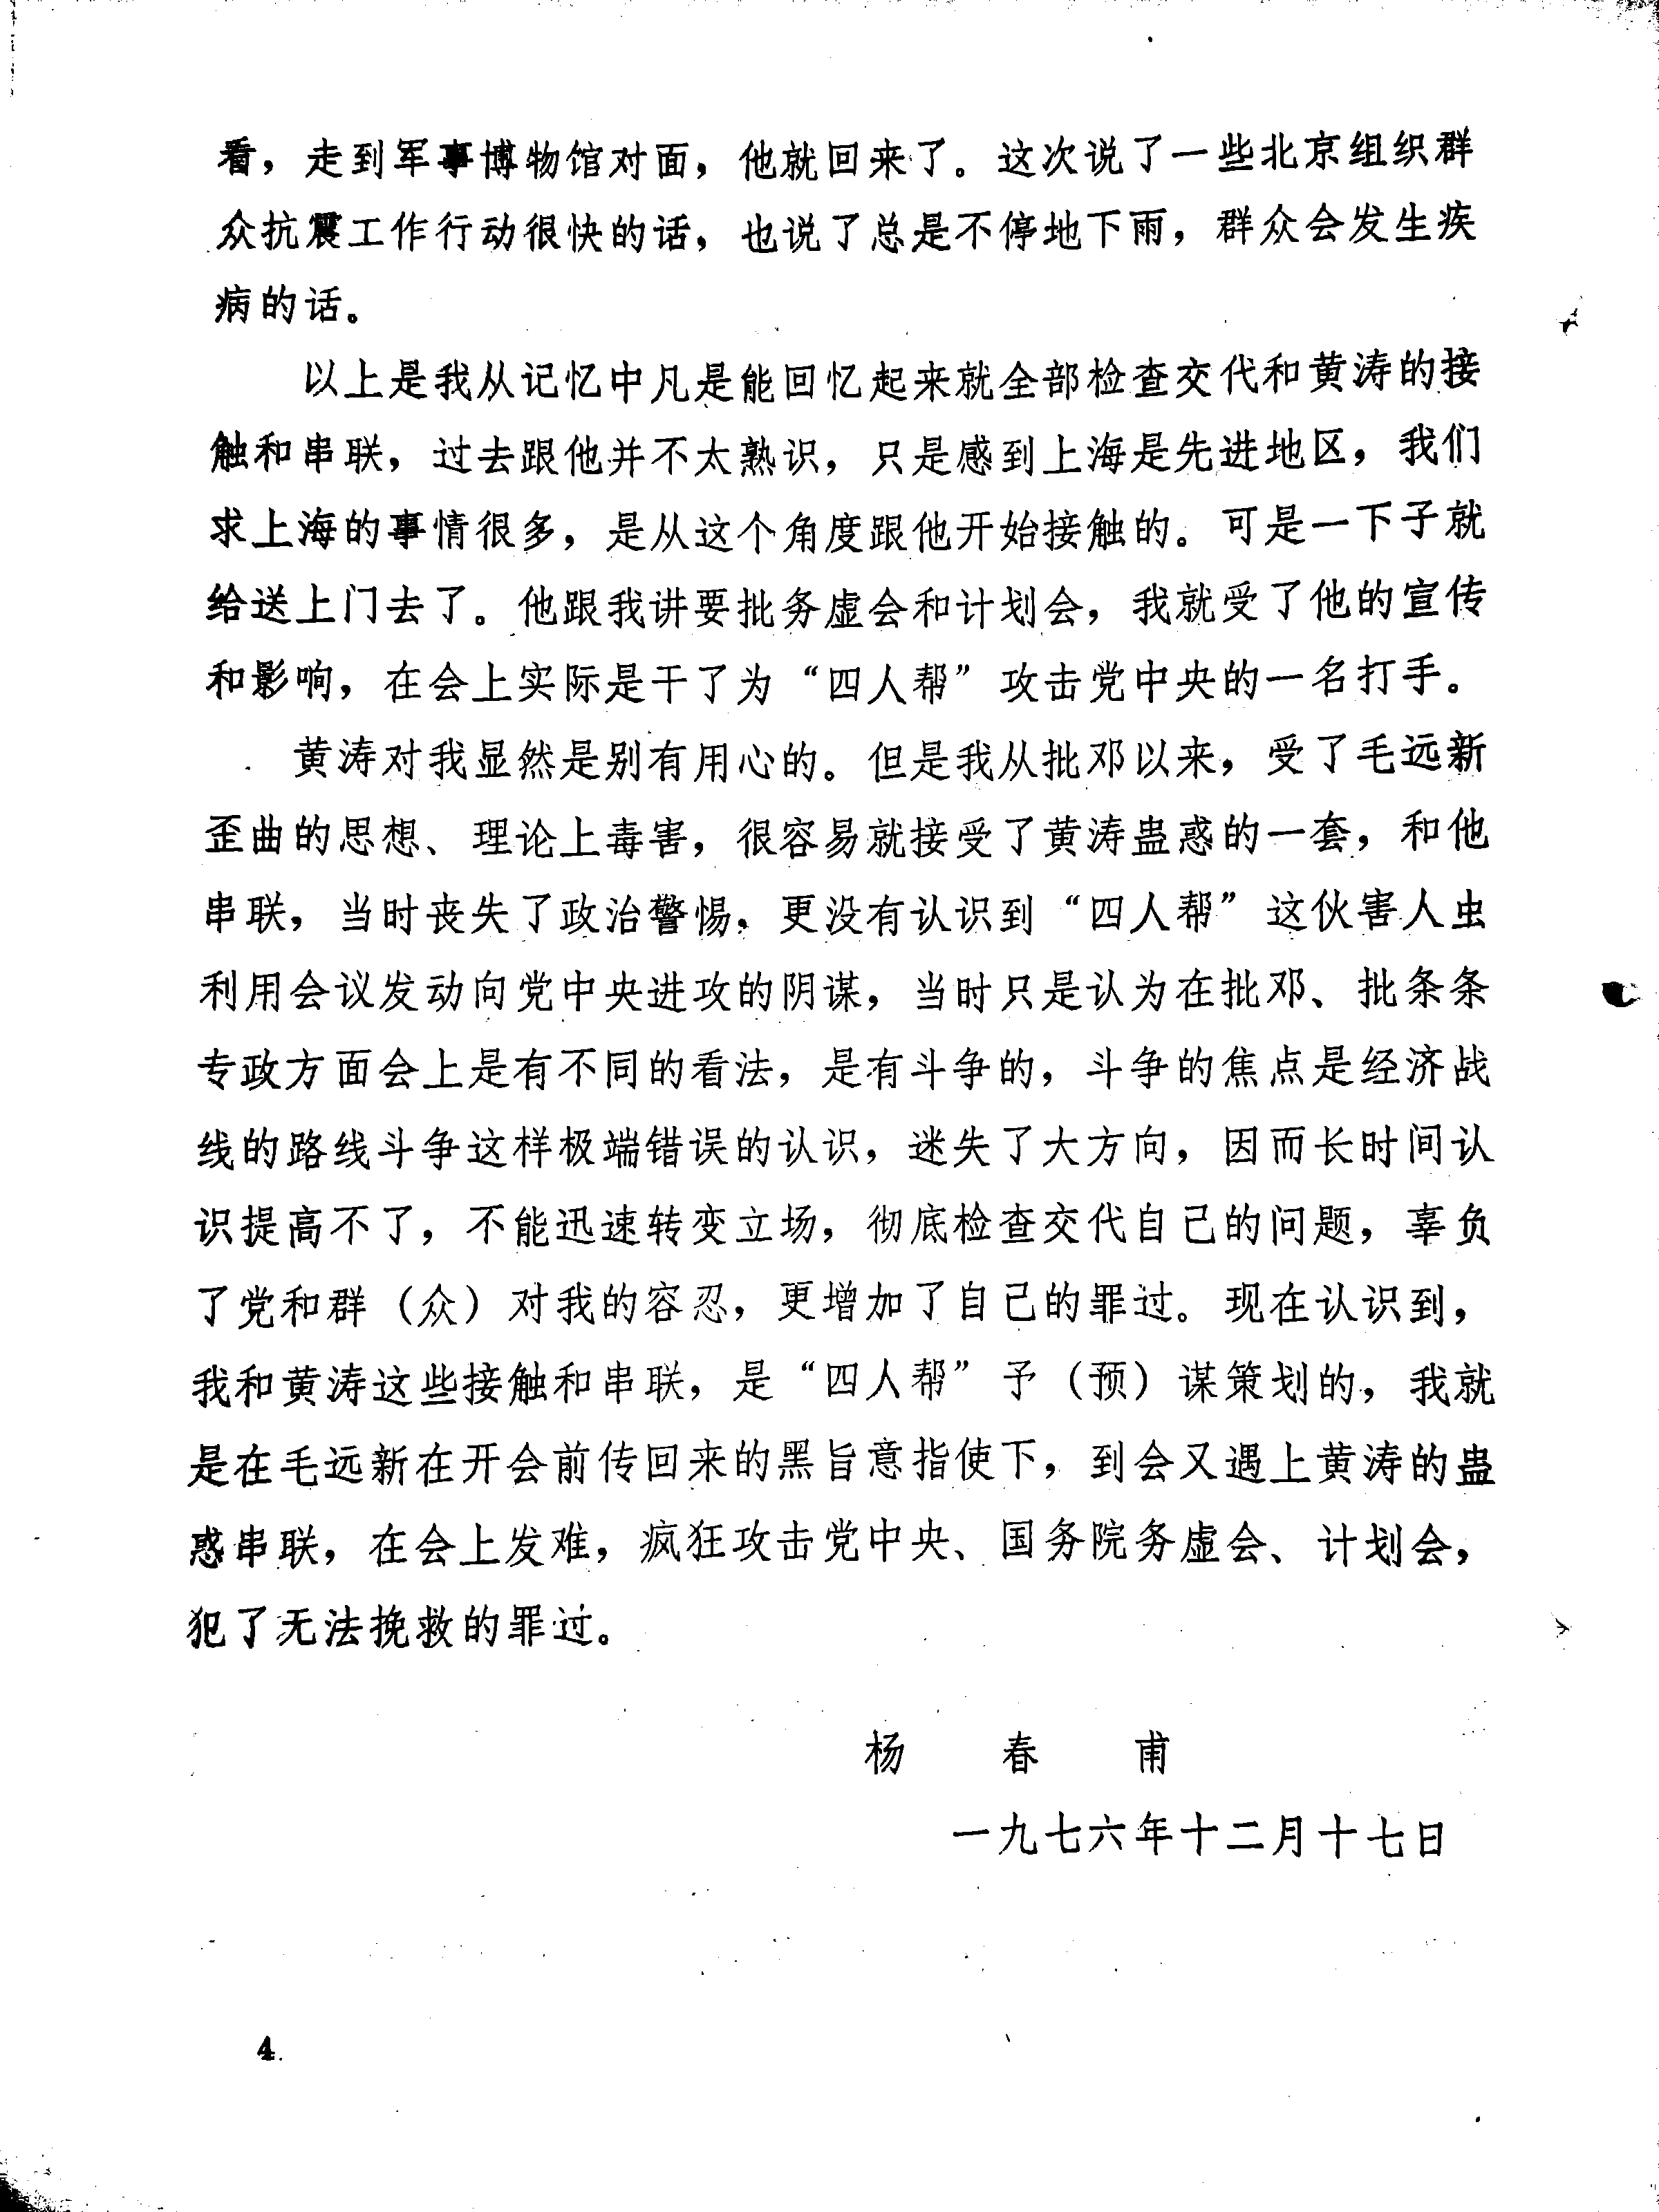 看，走到军事博物馆对面，他就回来了。这次说了一些北京组织群
众抗震工作行动很快的话，也说了总是不停地下雨，群众会发生疾
病的话。
以上是我从记忆中凡是能回忆起来就全部检查交代和黄涛的接
触和串联，过去跟他并不太熟识，只是感到上海是先进地区，我们
求上海的事情很多，是从这个角度跟他开始接触的。可是一下子就
给送上门去了。他跟我讲要批务虚会和计划会，我就受了他的宣传
和影响，在会上实际是干了为“四人帮”攻击党中央的一名打手。
黄涛对我显然是别有用心的。但是我从批邓以来，受了毛远新
歪曲的思想、理论上毒害，很容易就接受了黄涛蛊惑的一套，和他
串联，当时丧失了政治警惕，更没有认识到“四人帮”这伙害人虫
利用会议发动向党中央进攻的阴谋，当时只是认为在批邓、批条条
专政方面会上是有不同的看法，是有斗争的，斗争的焦点是经济战
线的路线斗争这样极端错误的认识，迷失了大方向，因而长时间认
识提高不了，不能迅速转变立场，彻底检查交代自己的问题，辜负
了党和群（众）对我的容忍，更增加了自己的罪过。现在认识到，
我和黄涛这些接触和串联，是“四人帮”予（预）谋策划的，我就
是在毛远新在开会前传回来的黑旨意指使下，到会又遇上黄涛的蛊
惑串联，在会上发难，疯狂攻击党中央、国务院务虚会、计划会，
犯了无法挽救的罪过。
杨 春 甫
一九七六年十二月十七日
4